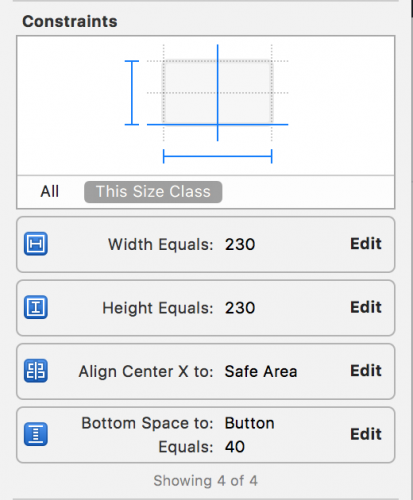 Constraints
All This Size Class
Width Equals: 230 Edit
Height Equals: 230 Edit
Align Center X to: Safe Area Edit
Bottom Space to: Button
Equals: 40 Edit
Showing 4 of 4